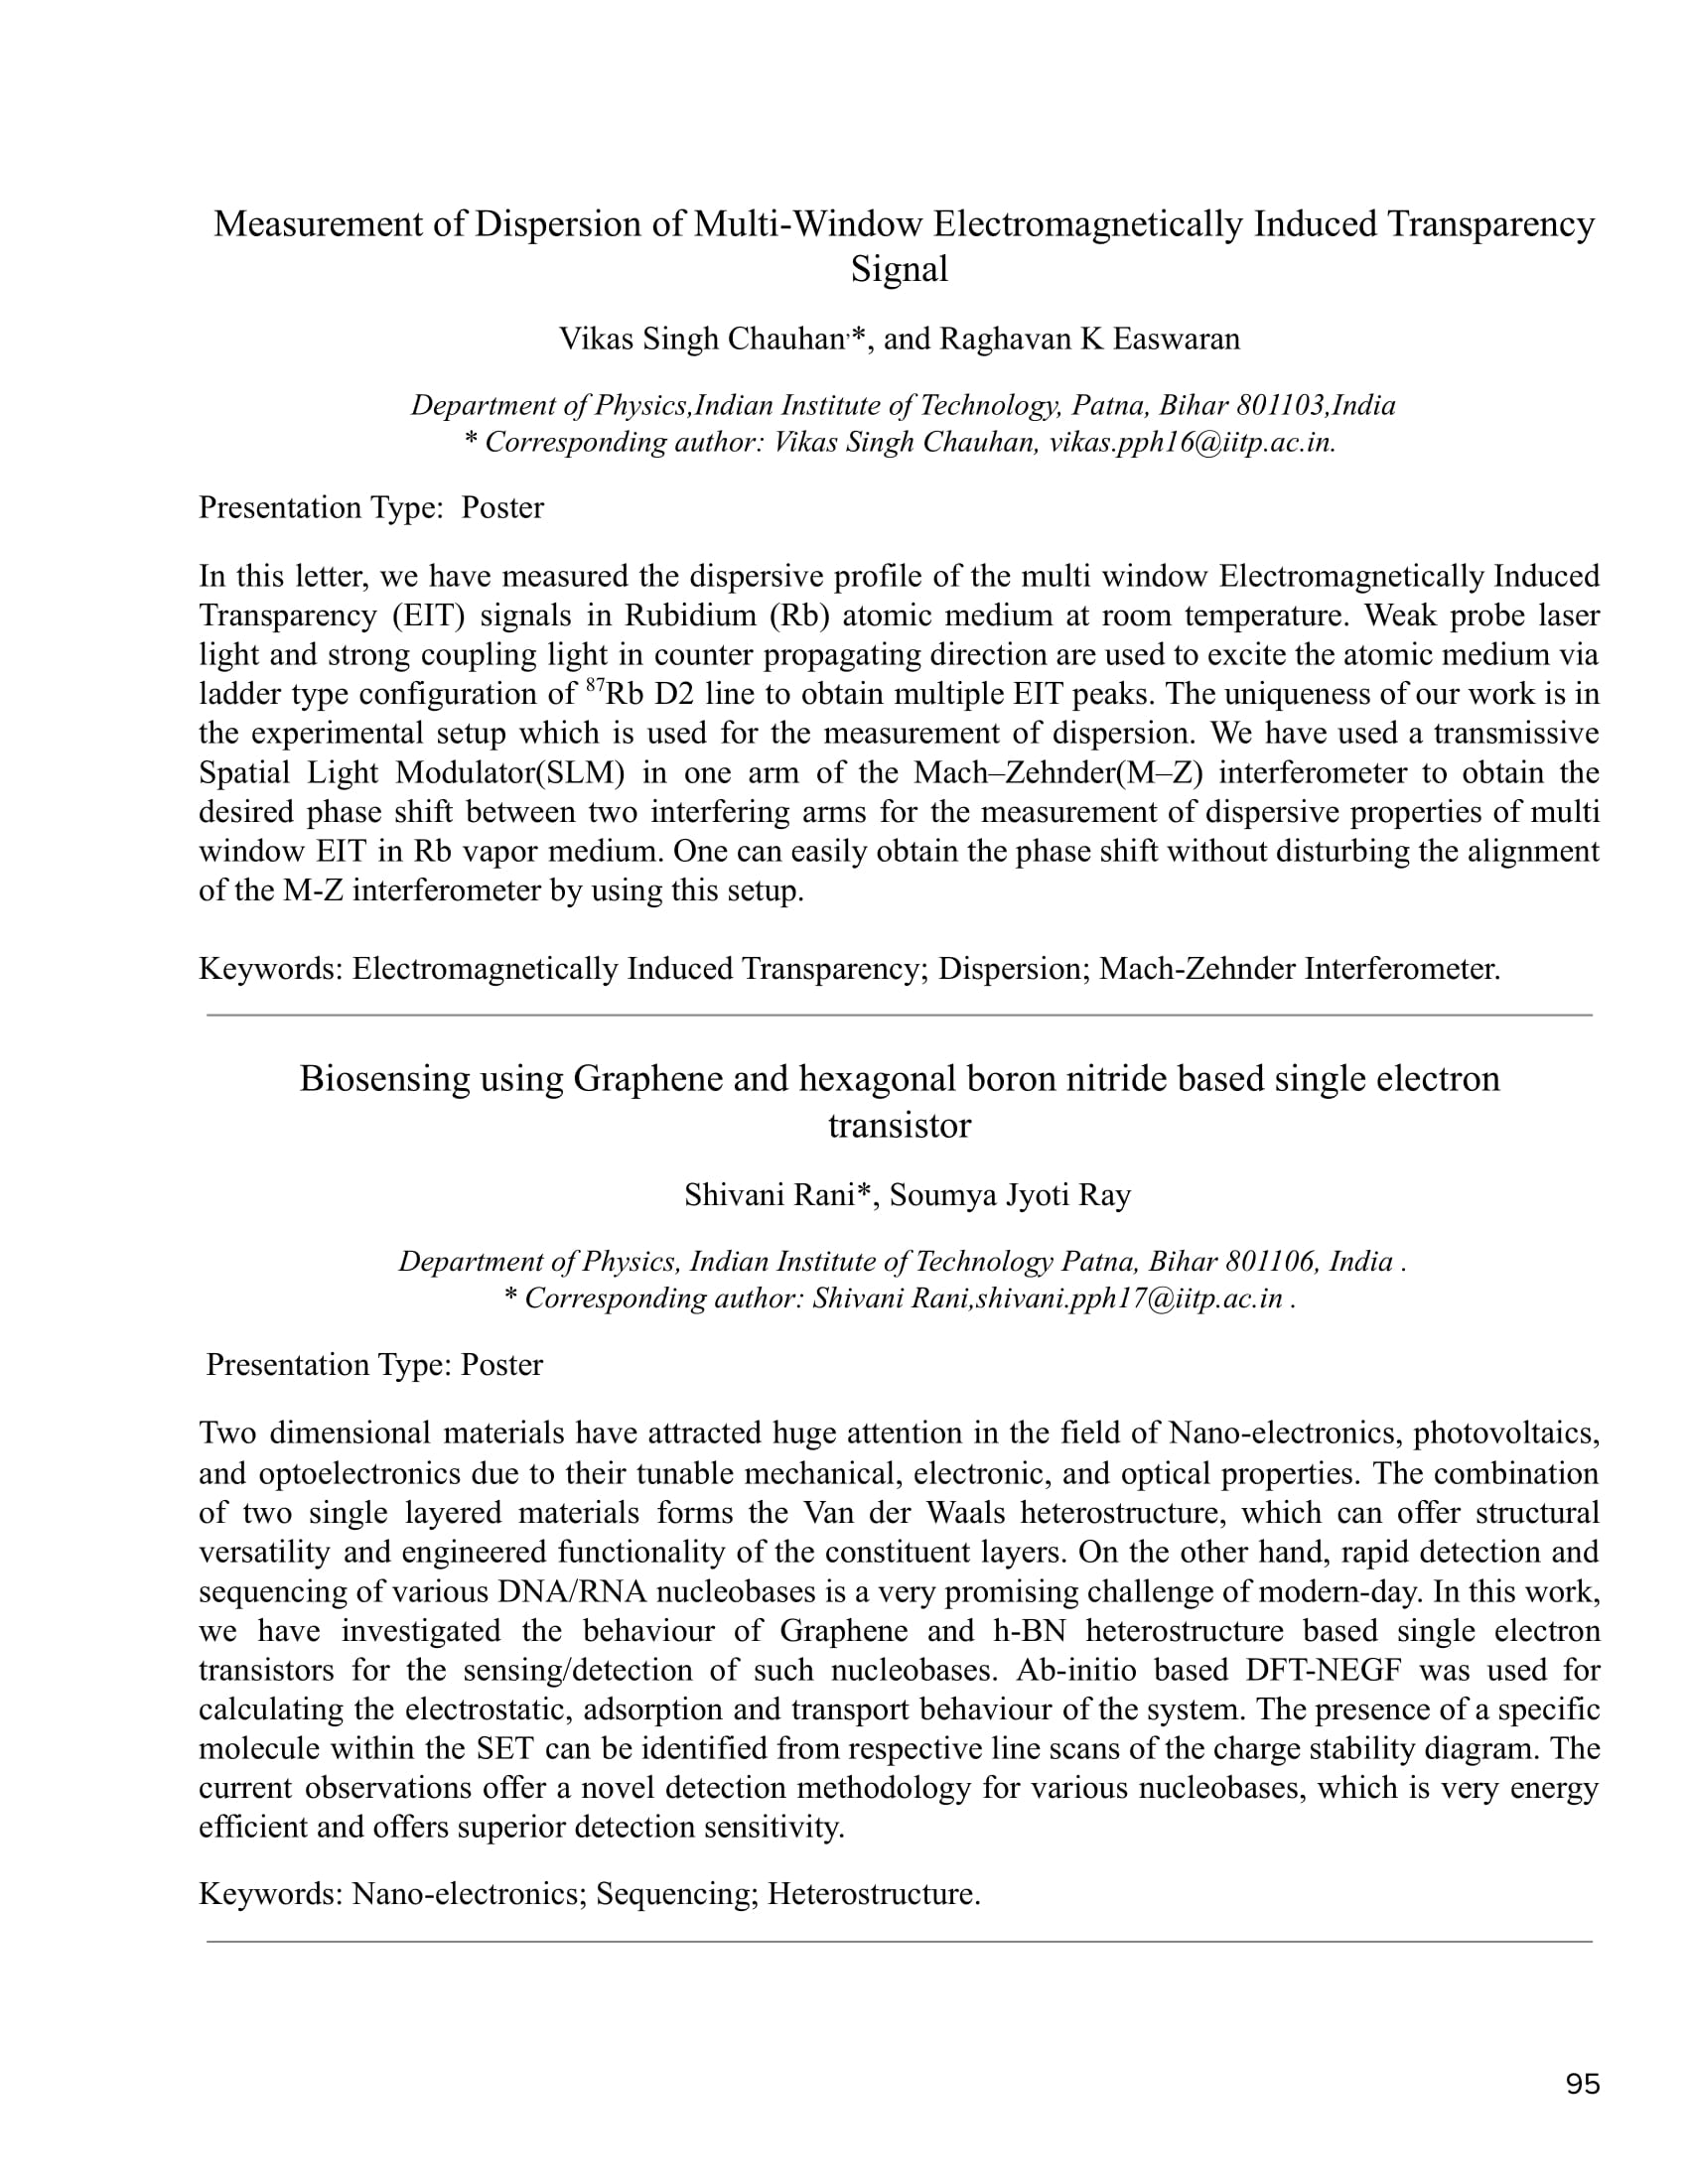 Measurement of Dispersion of Multi-Window Electromagnetically Induced Transparency
Signal
Vikas Singh Chauhan,*, and Raghavan K Easwaran
Department of Physics,Indian Institute of Technology, Patna, Bihar 801103,India
* Corresponding author: Vikas Singh Chauhan, vikas.pph16@iitp.ac.in.
Presentation Type:  Poster
In this letter, we have measured the dispersive profile of the multi window Electromagnetically Induced
Transparency (EIT) signals in Rubidium (Rb) atomic medium at room temperature. Weak probe laser
light and strong coupling light in counter propagating direction are used to excite the atomic medium via
ladder type configuration of ⁸⁷Rb D2 line to obtain multiple EIT peaks. The uniqueness of our work is in
the experimental setup which is used for the measurement of dispersion. We have used a transmissive
Spatial Light Modulator(SLM) in one arm of the Mach–Zehnder(M–Z) interferometer to obtain the
desired phase shift between two interfering arms for the measurement of dispersive properties of multi
window EIT in Rb vapor medium. One can easily obtain the phase shift without disturbing the alignment
of the M-Z interferometer by using this setup.
Keywords: Electromagnetically Induced Transparency; Dispersion; Mach-Zehnder Interferometer.
Biosensing using Graphene and hexagonal boron nitride based single electron
transistor
Shivani Rani*, Soumya Jyoti Ray
Department of Physics, Indian Institute of Technology Patna, Bihar 801106, India .
* Corresponding author: Shivani Rani,shivani.pph17@iitp.ac.in .
Presentation Type: Poster
Two dimensional materials have attracted huge attention in the field of Nano-electronics, photovoltaics,
and optoelectronics due to their tunable mechanical, electronic, and optical properties. The combination
of two single layered materials forms the Van der Waals heterostructure, which can offer structural
versatility and engineered functionality of the constituent layers. On the other hand, rapid detection and
sequencing of various DNA/RNA nucleobases is a very promising challenge of modern-day. In this work,
we have investigated the behaviour of Graphene and h-BN heterostructure based single electron
transistors for the sensing/detection of such nucleobases. Ab-initio based DFT-NEGF was used for
calculating the electrostatic, adsorption and transport behaviour of the system. The presence of a specific
molecule within the SET can be identified from respective line scans of the charge stability diagram. The
current observations offer a novel detection methodology for various nucleobases, which is very energy
efficient and offers superior detection sensitivity.
Keywords: Nano-electronics; Sequencing; Heterostructure.
95